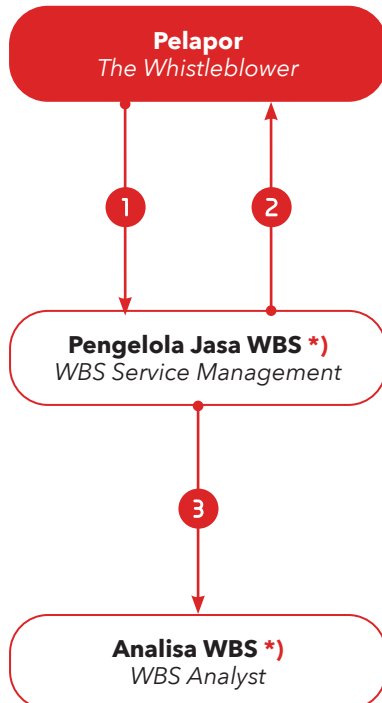 Pelapor
The Whistleblower
1
2
Pengelola Jasa WBS *)
WBS Service Management
3
Analisa WBS *)
WBS Analyst